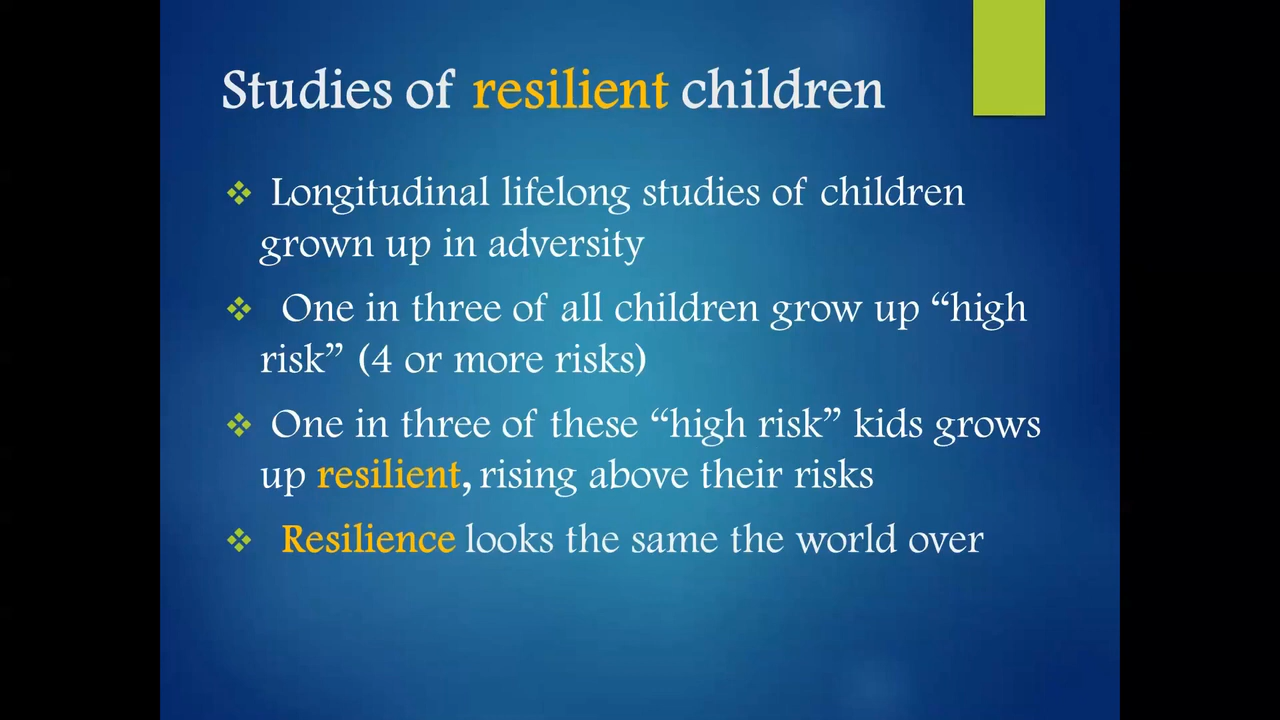 Studies of resilient children
Longitudinal lifelong studies of children
grown up in adversity
One in three of all children grow up “high
risk” (4 or more risks)
One in three of these “high risk” kids grows
up resilient, rising above their risks
Resilience looks the same the world over